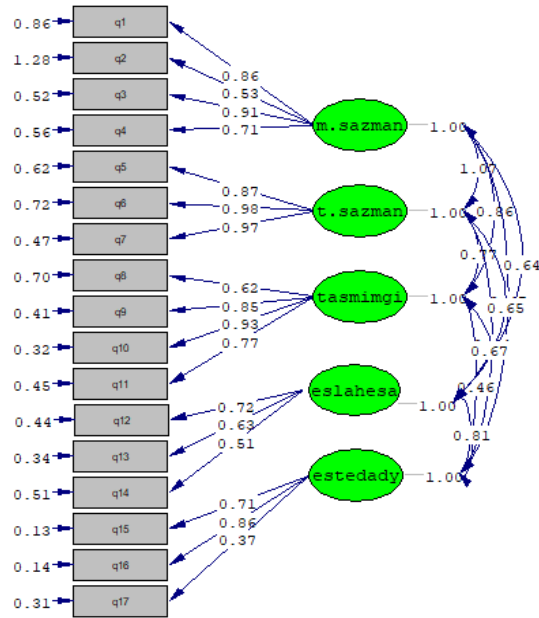 0.86 q1
1.28 q2
0.52 q3
0.56 q4
0.62 q5
0.72 q6
0.47 q7
0.70 q8
0.41 q9
0.32 q10
0.45 q11
0.44 q12
0.34 q13
0.51 q14
0.13 q15
0.14 q16
0.31 q17
0.86
0.53
0.91
0.71
0.87
0.98
0.97
0.62
0.85
0.93
0.77
0.72
0.63
0.51
0.71
0.86
0.37
m.sazman 1.00
t.sazman 1.00
tasmimgi 1.00
eslahesa 1.00
estedady 1.00
1.07
0.86
0.77
0.64
0.65
0.67
0.46
0.81